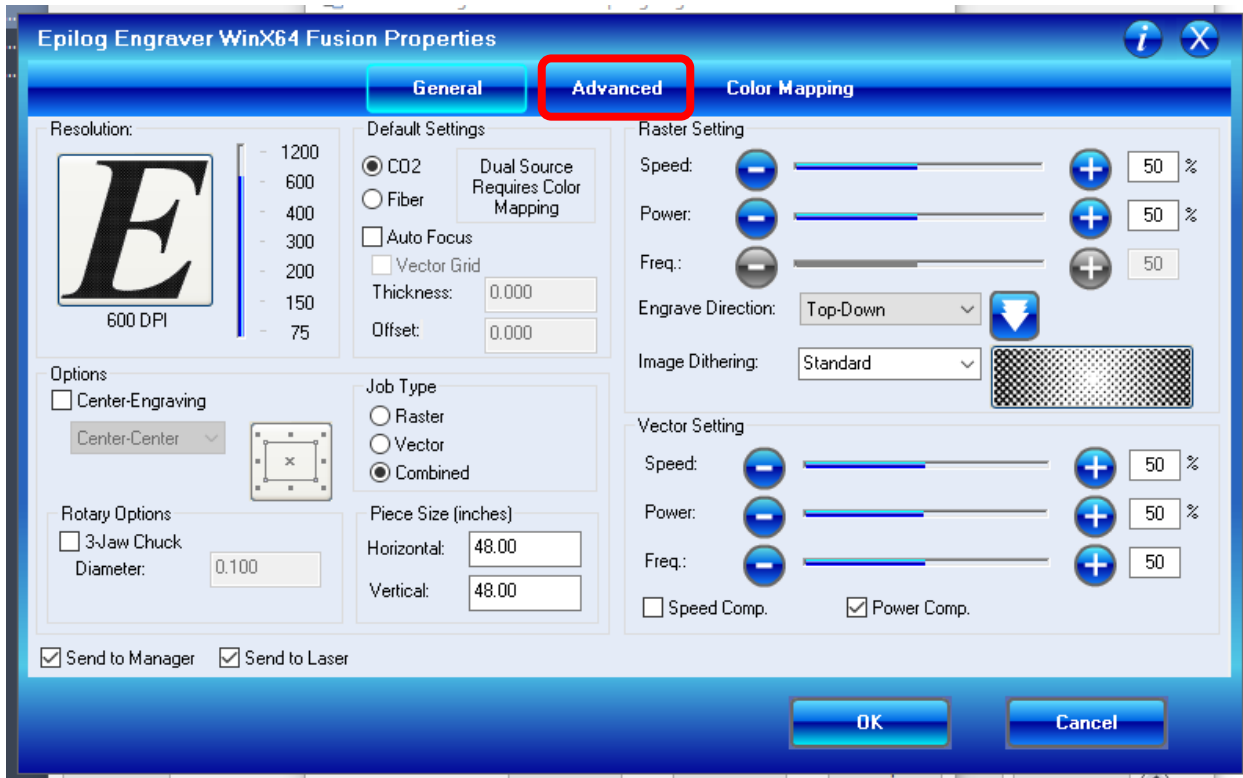 Epilog Engraver WinX64 Fusion Properties
i X
General Advanced Color Mapping
Resolution:
E
600 DPI
1200
600
400
300
200
150
75
Default Settings
CO2
Fiber
Dual Source
Requires Color
Mapping
Auto Focus
Vector Grid
Thickness: 0.000
Offset: 0.000
Raster Setting
Speed: 50 %
Power: 50 %
Freq.: 50
Engrave Direction: Top-Down
Image Dithering: Standard
Options
Center-Engraving
Center-Center
Job Type
Raster
Vector
Combined
Rotary Options
3-Jaw Chuck
Diameter: 0.100
Piece Size (inches)
Horizontal: 48.00
Vertical: 48.00
Vector Setting
Speed: 50 %
Power: 50 %
Freq.: 50
Speed Comp. Power Comp.
Send to Manager Send to Laser
OK Cancel